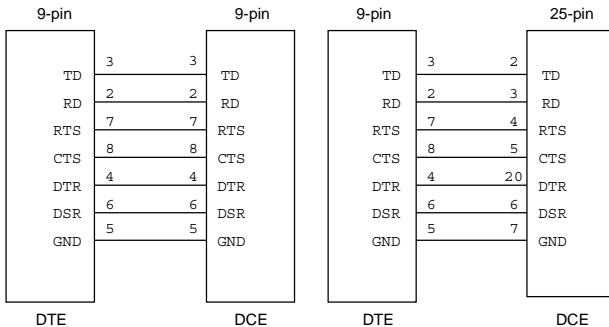 9-pin 9-pin 9-pin 25-pin
TD 3 3 TD TD 3 2 TD
RD 2 2 RD RD 2 3 RD
RTS 7 7 RTS RTS 7 4 RTS
CTS 8 8 CTS CTS 8 5 CTS
DTR 4 4 DTR DTR 4 20 DTR
DSR 6 6 DSR DSR 6 6 DSR
GND 5 5 GND GND 5 7 GND
DTE DCE DTE DCE